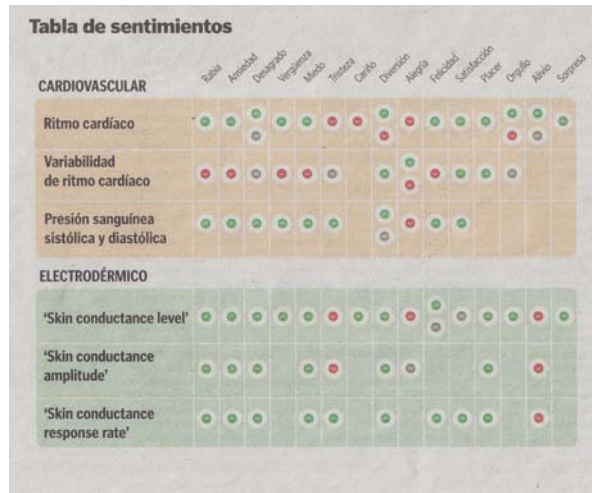 Tabla de sentimientos
Rabia
Ansiedad
Desagrado
Vergüenza
Miedo
Tristeza
Cariño
Diversión
Alegría
Felicidad
Satisfacción
Placer
Orgullo
Alivio
Sorpresa
CARDIOVASCULAR
Ritmo cardíaco
Variabilidad
de ritmo cardíaco
Presión sanguínea
sistólica y diastólica
ELECTRODÉRMICO
‘Skin conductance level’
‘Skin conductance
amplitude’
‘Skin conductance
response rate’